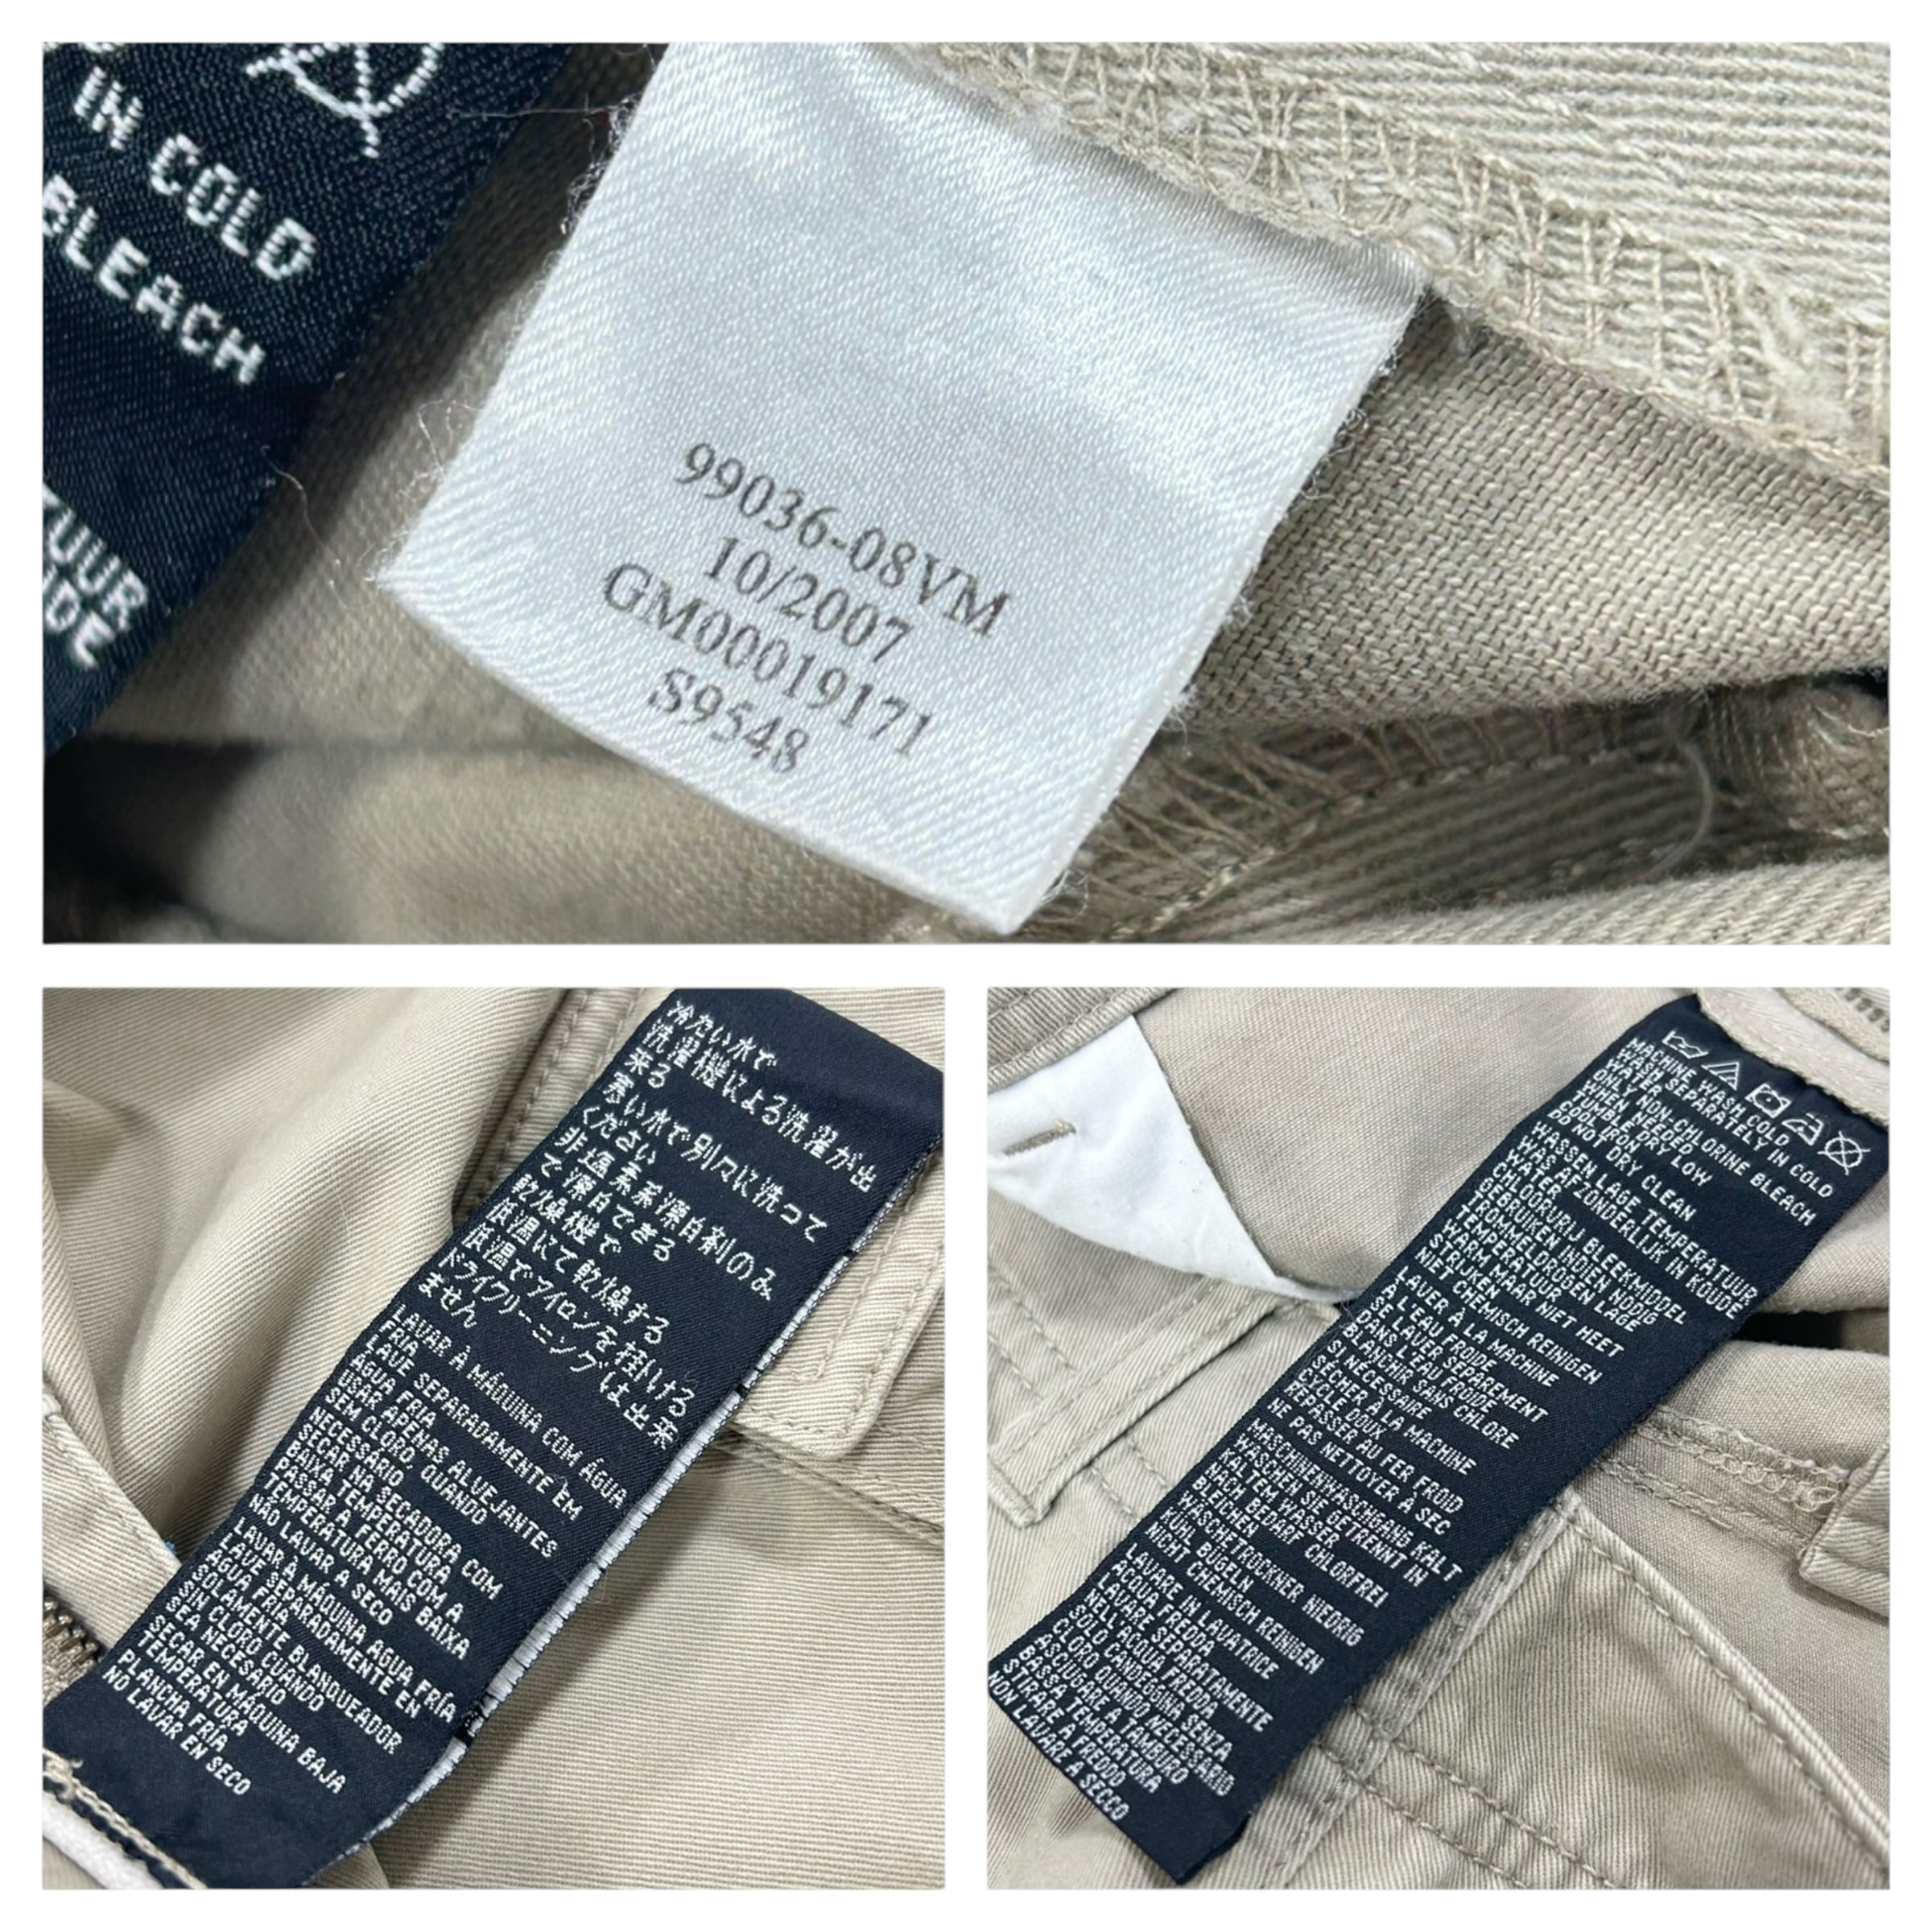 IN COLD
BLEACH
99036-08VM
10/2007
GM00019171
S9548
冷たい水で
洗濯機による洗濯が出
来る
寒い水で別々に洗って
ください
非塩素系漂白剤のみ
で漂白できる
乾燥機で
低温にて乾燥する
低温でアイロンを掛ける
ドライクリーニングは出来
ません
LAVAR À MÁQUINA COM ÁGUA
FRIA
LAVE SEPARADAMENTE EM
ÁGUA FRIA
USAR APENAS ALVEJANTES
SEM CLORO, QUANDO
NECESSÁRIO
SECAR NA SECADORA COM
BAIXA TEMPERATURA
PASSAR A FERRO COM A
TEMPERATURA MAIS BAIXA
NÃO LAVAR A SECO
LAVAR A MÁQUINA AGUA FRÍA
LAVE SEPARADAMENTE EN
AGUA FRÍA
SOLAMENTE BLANQUEADOR
SIN CLORO CUANDO
SEA NECESARIO
SECAR EN MÁQUINA BAJA
TEMPERATURA
PLANCHA FRÍA
NO LAVAR EN SECO
MACHINE WASH COLD
WASH SEPARATELY IN COLD
WATER
ONLY NON-CHLORINE BLEACH
WHEN NEEDED
TUMBLE DRY LOW
COOL IRON
DO NOT DRY CLEAN
WASSEN LAGE TEMPERATUUR
WAS AFZONDERLIJK IN KOUDE
WATER
CHLOORVRIJ BLEEKMIDDEL
GEBRUIKEN INDIEN NODIG
TROMMELDROGEN LAGE
TEMPERATUUR
WARM MAAR NIET HEET
STRIJKEN
NIET CHEMISCH REINIGEN
LAVER À LA MACHINE
À L'EAU FROIDE
SE LAVER SÉPARÉMENT
DANS L'EAU FROIDE
BLANCHIR SANS CHLORE
SI NÉCESSAIRE
SÉCHER À LA MACHINE
CYCLE DOUX
REPASSER AU FER FROID
NE PAS NETTOYER À SEC
MASCHINENWASCHGANG KALT
WASCHEN SIE GETRENNT IN
KALTEM WASSER
NACH BEDARF CHLORFREI
BLEICHEN
WÄSCHETROCKNER NIEDRIG
KÜHL BÜGELN
NICHT CHEMISCH REINIGEN
LAVARE IN LAVATRICE
ACQUA FREDDA
LAVARE SEPARATAMENTE
NELL'ACQUA FREDDA
SOLO CANDEGGINA SENZA
CLORO QUANDO NECESSARIO
ASCIUGARE A TAMBURO
BASSA TEMPERATURA
STIRARE A FREDDO
NON LAVARE A SECCO